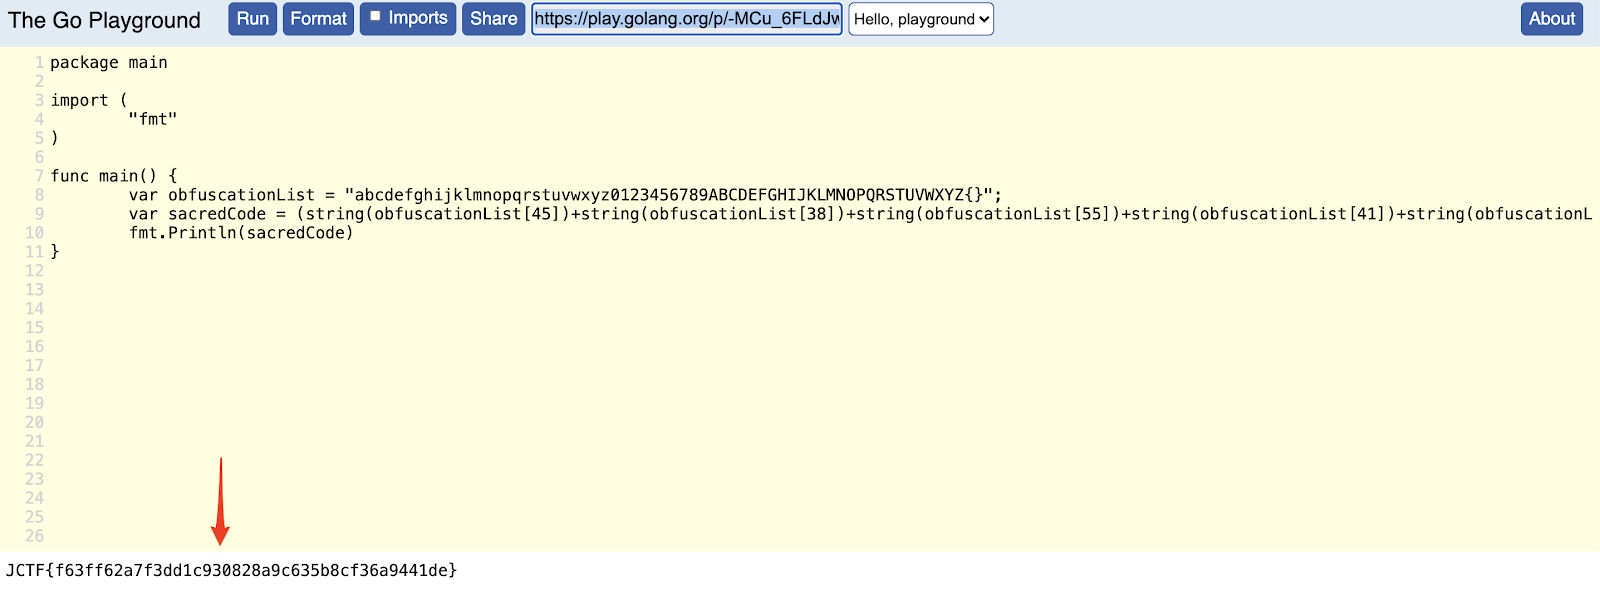 The Go Playground Run Format Imports Share https://play.golang.org/p/-MCu_6FLdJw Hello, playground About
1 package main
2
3 import (
4 "fmt"
5 )
6
7 func main() {
8 var obfuscationList = "abcdefghijklmnopqrstuvwxyz0123456789ABCDEFGHIJKLMNOPQRSTUVWXYZ{}";
9 var sacredCode = (string(obfuscationList[45])+string(obfuscationList[38])+string(obfuscationList[55])+string(obfuscationList[41])+string(obfuscationL
10 fmt.Println(sacredCode)
11 }
12
13
14
15
16
17
18
19
20
21
22
23
24
25
26
JCTF{f63ff62a7f3dd1c930828a9c635b8cf36a9441de}